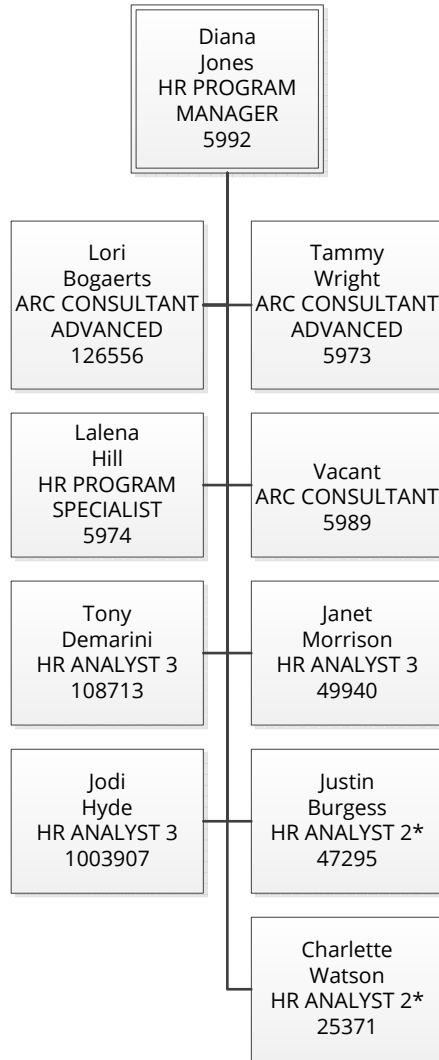 Diana
Jones
HR PROGRAM
MANAGER
5992
Lori
Bogaerts
ARC CONSULTANT
ADVANCED
126556
Tammy
Wright
ARC CONSULTANT
ADVANCED
5973
Lalena
Hill
HR PROGRAM
SPECIALIST
5974
Vacant
ARC CONSULTANT
5989
Tony
Demarini
HR ANALYST 3
108713
Janet
Morrison
HR ANALYST 3
49940
Jodi
Hyde
HR ANALYST 3
1003907
Justin
Burgess
HR ANALYST 2*
47295
Charlette
Watson
HR ANALYST 2*
25371